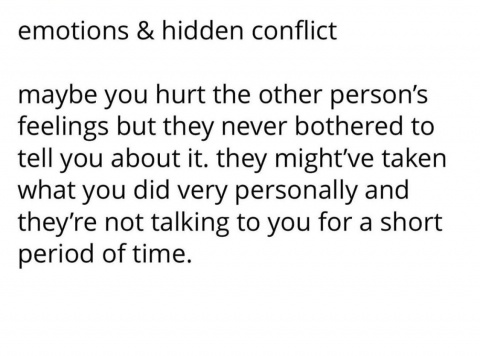 emotions & hidden conflict
maybe you hurt the other person’s
feelings but they never bothered to
tell you about it. they might’ve taken
what you did very personally and
they’re not talking to you for a short
period of time.